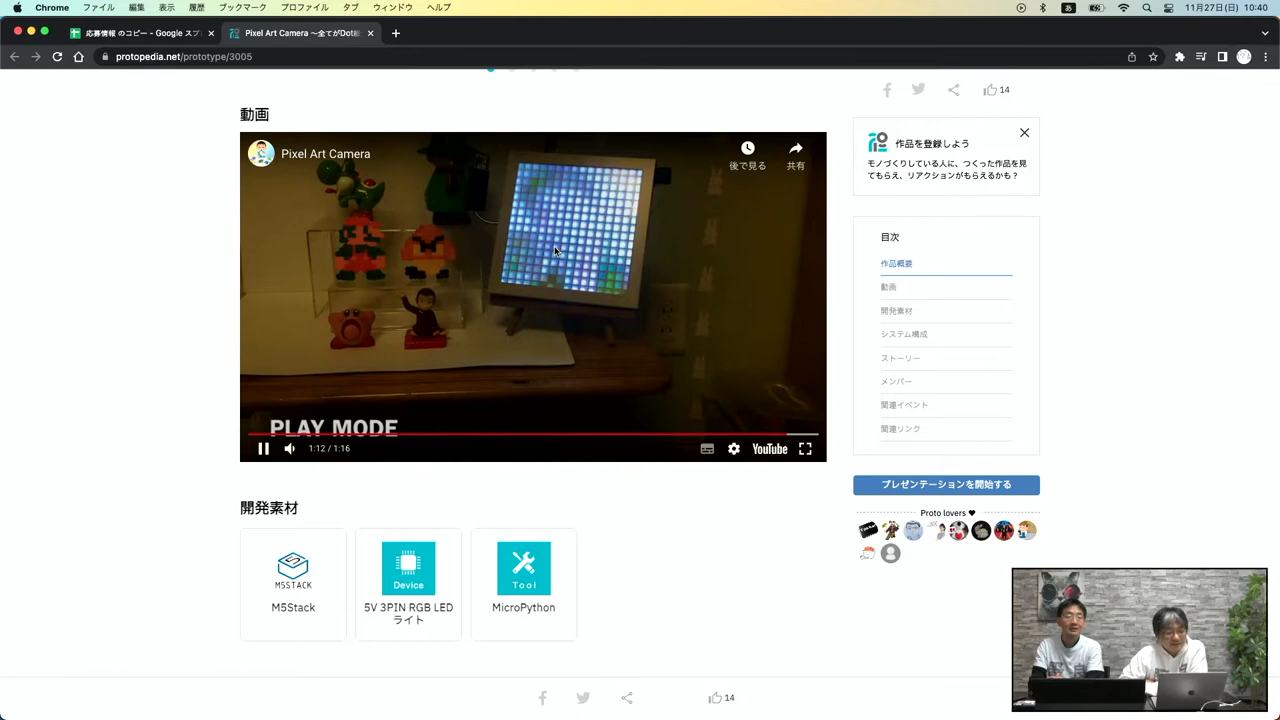 Chrome ファイル 編集 表示 履歴 ブックマーク プロファイル タブ ウィンドウ ヘルプ
あ 11月27日(日) 10:40
応募情報 のコピー - Google スプ
Pixel Art Camera 〜全てがDot絵
protopedia.net/prototype/3005
14
動画
Pixel Art Camera
後で見る
共有
PLAY MODE
1:12 / 1:16
YouTube
作品を登録しよう
モノづくりしている人に、つくった作品を見
てもらえ、リアクションがもらえるかも？
目次
作品概要
動画
開発素材
システム構成
ストーリー
メンバー
関連イベント
関連リンク
プレゼンテーションを開始する
Proto lovers ♥
開発素材
M5STACK
M5Stack
Device
5V 3PIN RGB LED
ライト
Tool
MicroPython
14